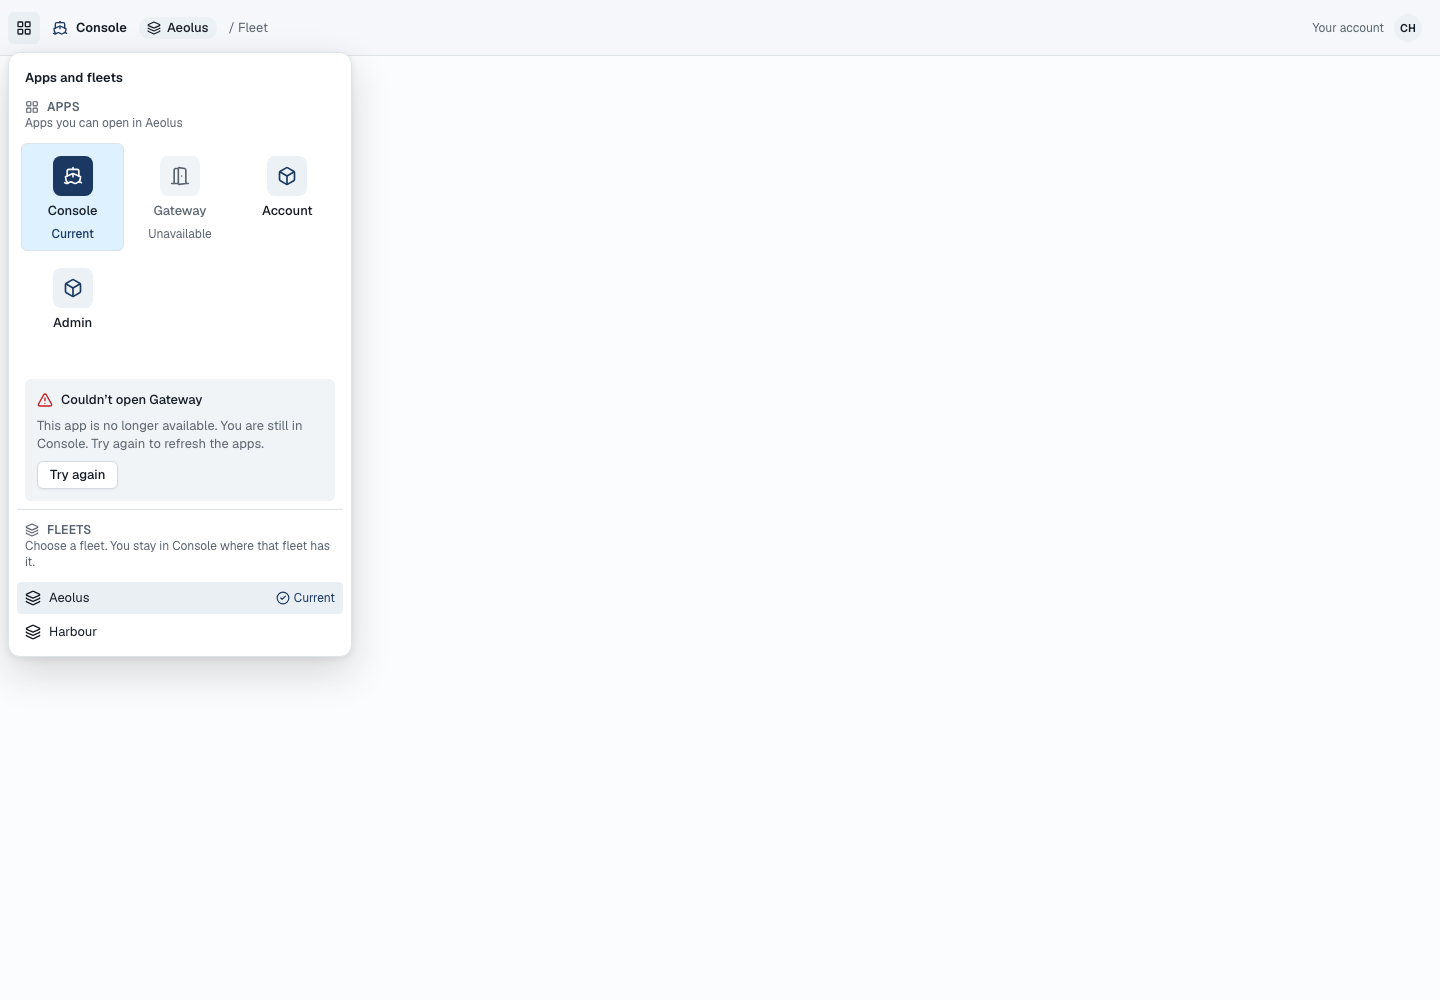 Console
Aeolus
/ Fleet
Your account
CH
Apps and fleets
APPS
Apps you can open in Aeolus
Console
Current
Gateway
Unavailable
Account
Admin
Couldn’t open Gateway
This app is no longer available. You are still in
Console. Try again to refresh the apps.
Try again
FLEETS
Choose a fleet. You stay in Console where that fleet has
it.
Aeolus
Current
Harbour